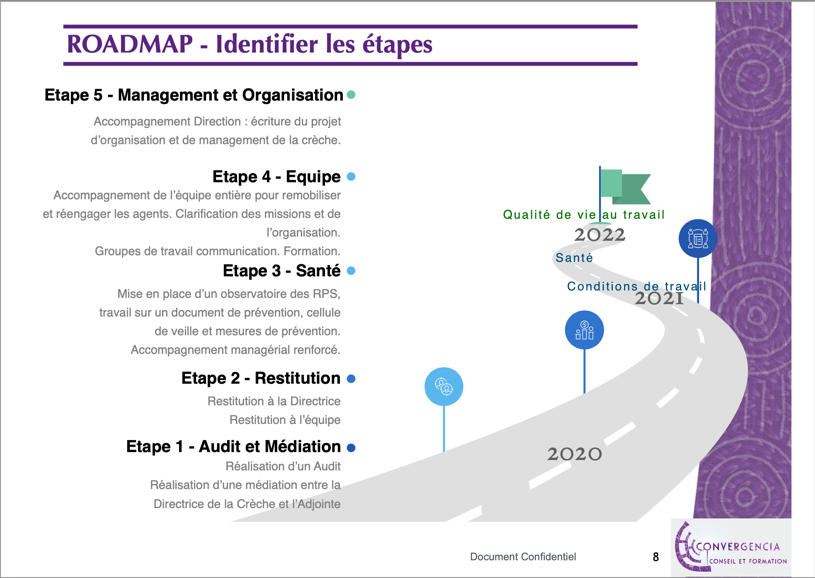 ROADMAP - Identifier les étapes
Etape 5 - Management et Organisation
Accompagnement Direction : écriture du projet
d'organisation et de management de la crèche.
Etape 4 - Equipe
Accompagnement de l'équipe entière pour remobiliser
et réengager les agents. Clarification des missions et de
l'organisation.
Groupes de travail communication. Formation.
Etape 3 - Santé
Mise en place d'un observatoire des RPS,
travail sur un document de prévention, cellule
de veille et mesures de prévention.
Accompagnement managérial renforcé.
Etape 2 - Restitution
Restitution à la Directrice
Restitution à l'équipe
Etape 1 - Audit et Médiation
Réalisation d'un Audit
Réalisation d'une médiation entre la
Directrice de la Crèche et l'Adjointe
Qualité de vie au travail
2022
Santé
Conditions de travail
2021
2020
Document Confidentiel
8
CONVERGENCIA
CONSEIL ET FORMATION